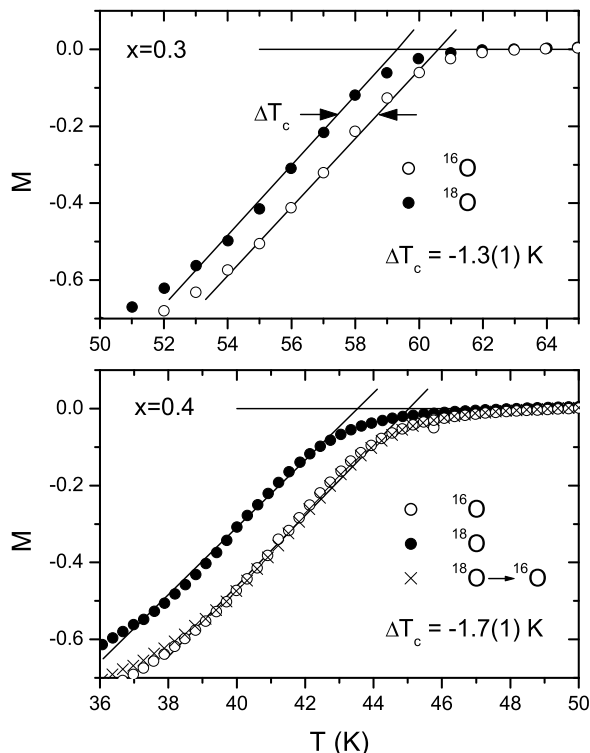 x=0.3
0.0
-0.2
-0.4
-0.6
M
ΔTc
¹⁶O
¹⁸O
ΔTc = -1.3(1) K
50 52 54 56 58 60 62 64
x=0.4
0.0
-0.2
-0.4
-0.6
M
¹⁶O
¹⁸O
¹⁸O→¹⁶O
ΔTc = -1.7(1) K
36 38 40 42 44 46 48 50
T (K)